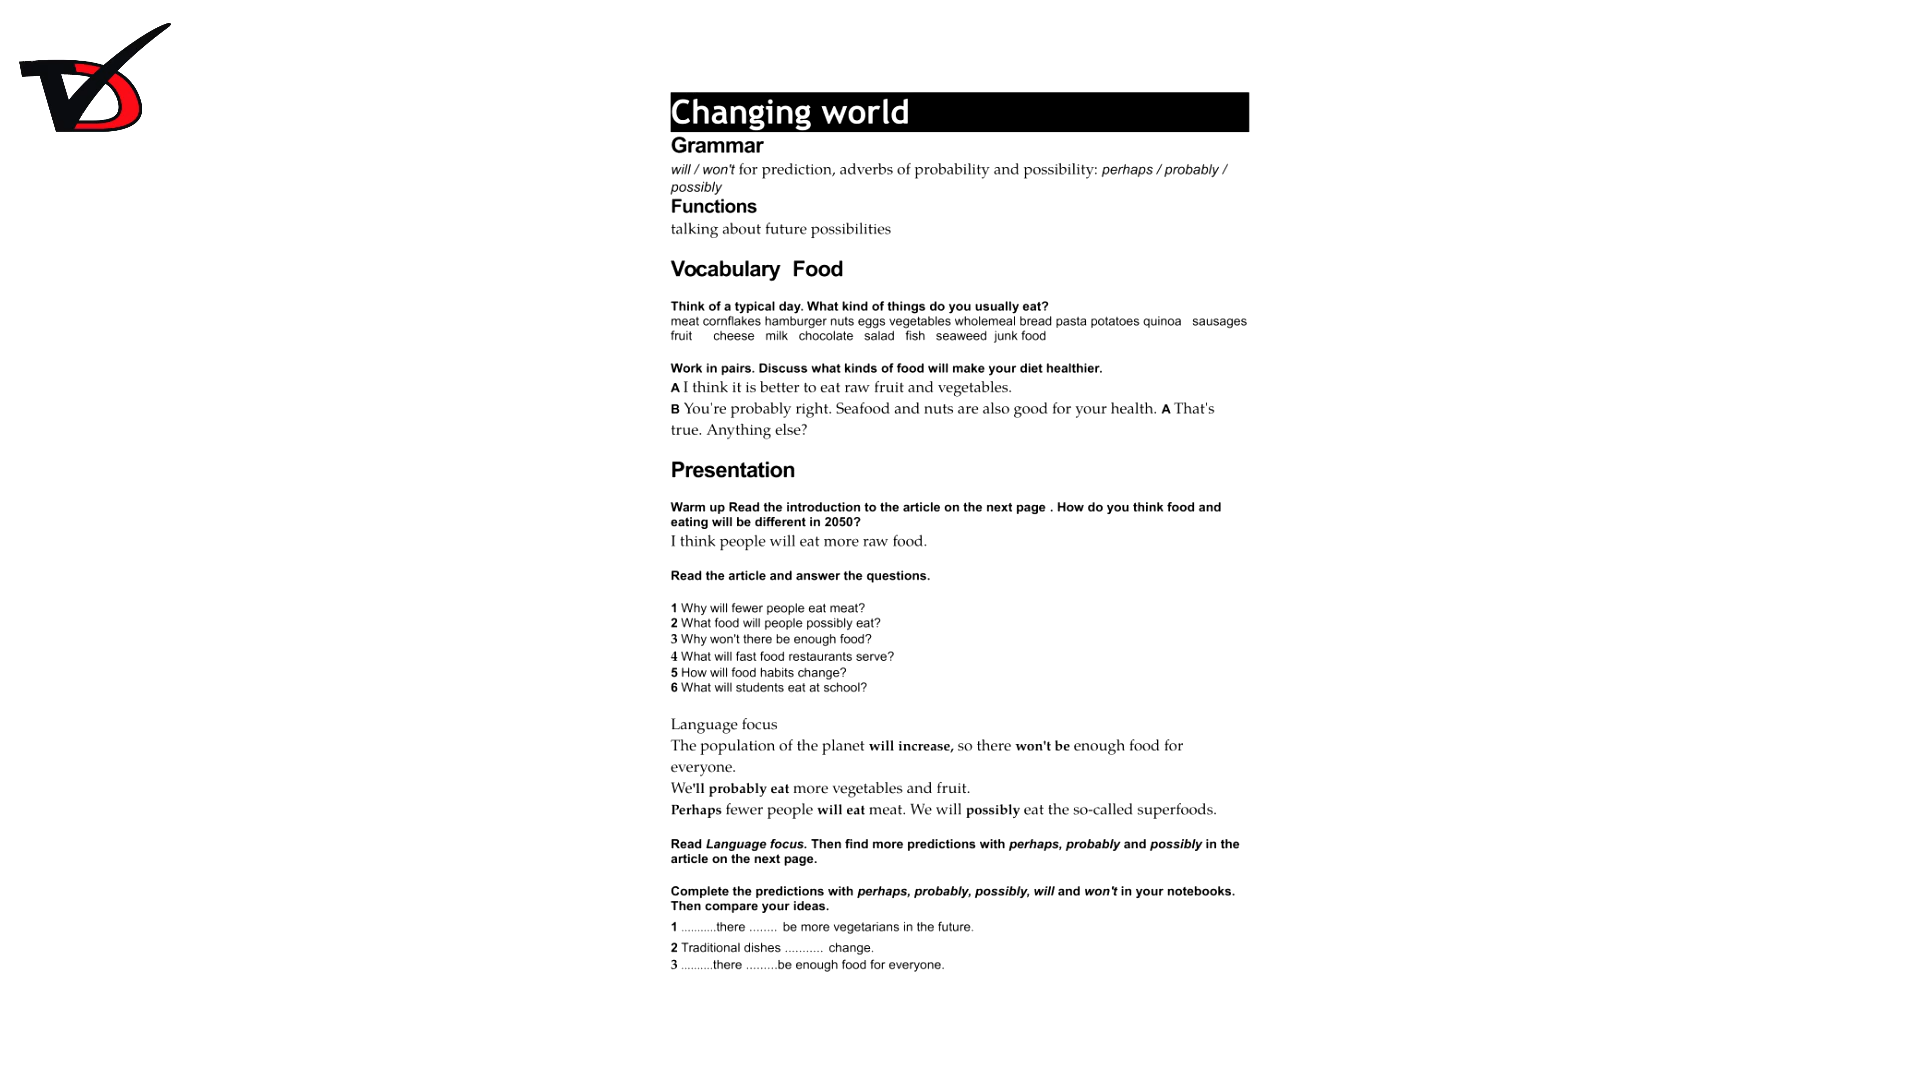 Changing world
Grammar
will / won't for prediction, adverbs of probability and possibility: perhaps / probably /
possibly
Functions
talking about future possibilities
Vocabulary Food
Think of a typical day. What kind of things do you usually eat?
meat cornflakes hamburger nuts eggs vegetables wholemeal bread pasta potatoes quinoa sausages
fruit cheese milk chocolate salad fish seaweed junk food
Work in pairs. Discuss what kinds of food will make your diet healthier.
A I think it is better to eat raw fruit and vegetables.
B You're probably right. Seafood and nuts are also good for your health. A That's
true. Anything else?
Presentation
Warm up Read the introduction to the article on the next page . How do you think food and
eating will be different in 2050?
I think people will eat more raw food.
Read the article and answer the questions.
1 Why will fewer people eat meat?
2 What food will people possibly eat?
3 Why won't there be enough food?
4 What will fast food restaurants serve?
5 How will food habits change?
6 What will students eat at school?
Language focus
The population of the planet will increase, so there won't be enough food for
everyone.
We'll probably eat more vegetables and fruit.
Perhaps fewer people will eat meat. We will possibly eat the so-called superfoods.
Read Language focus. Then find more predictions with perhaps, probably and possibly in the
article on the next page.
Complete the predictions with perhaps, probably, possibly, will and won't in your notebooks.
Then compare your ideas.
1 ...........there ........ be more vegetarians in the future.
2 Traditional dishes ........... change.
3 ..........there .........be enough food for everyone.